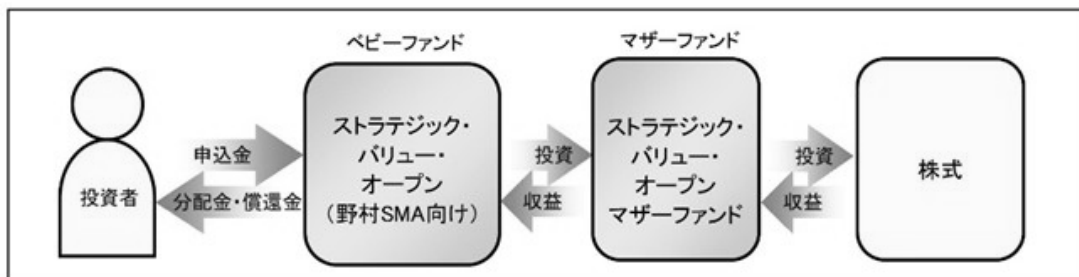 ベビーファンド
マザーファンド
投資者
申込金
分配金・償還金
ストラテジック・
バリュー・
オープン
(野村SMA向け)
投資
収益
ストラテジック・
バリュー・
オープン
マザーファンド
投資
収益
株式